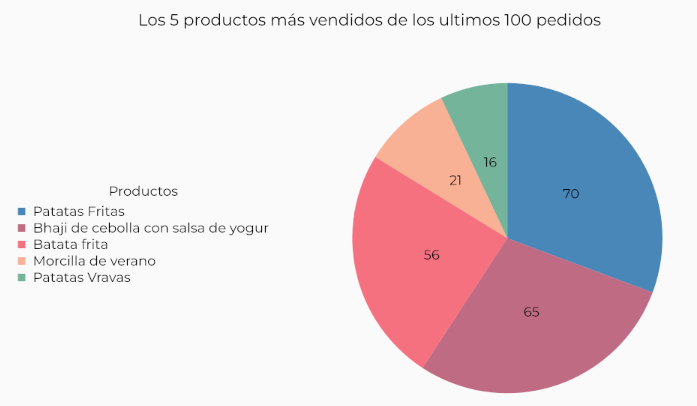 Los 5 productos más vendidos de los ultimos 100 pedidos
Productos
Patatas Fritas
Bhaji de cebolla con salsa de yogur
Batata frita
Morcilla de verano
Patatas Vravas
70
65
56
21
16